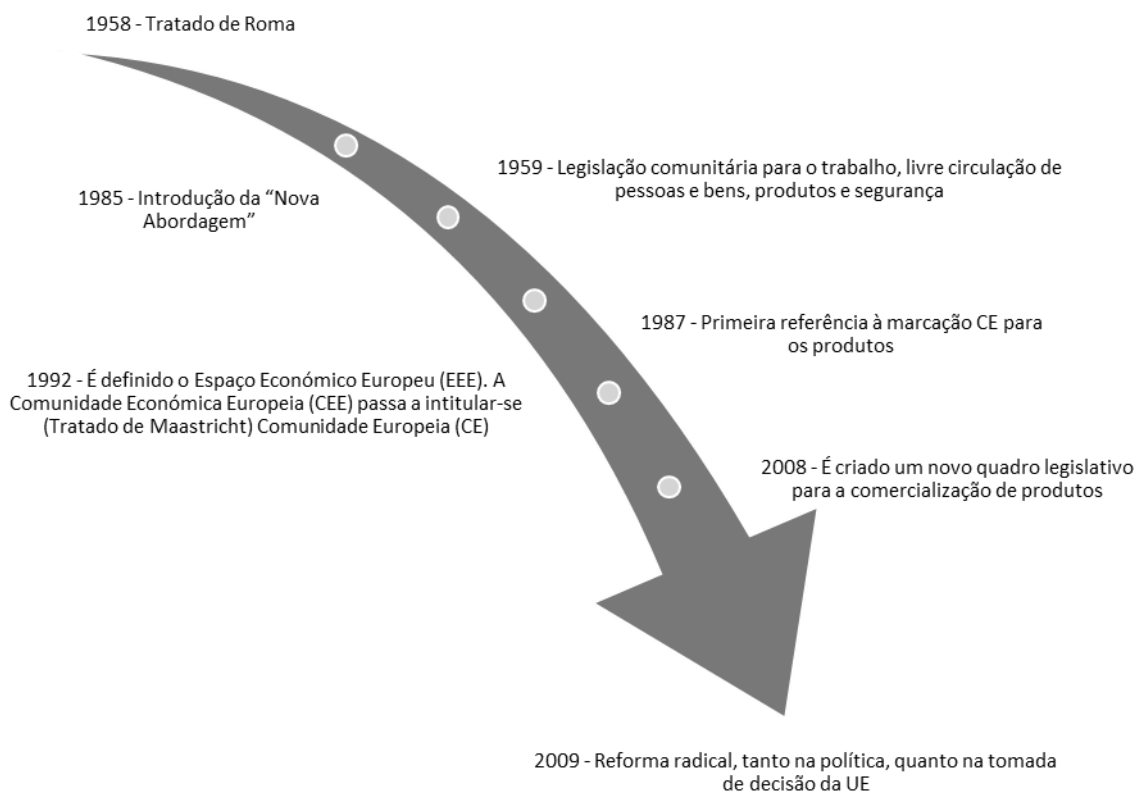 1958 - Tratado de Roma
1959 - Legislação comunitária para o trabalho, livre circulação de
pessoas e bens, produtos e segurança
1985 - Introdução da “Nova
Abordagem”
1987 - Primeira referência à marcação CE para
os produtos
1992 - É definido o Espaço Económico Europeu (EEE). A
Comunidade Económica Europeia (CEE) passa a intitular-se
(Tratado de Maastricht) Comunidade Europeia (CE)
2008 - É criado um novo quadro legislativo
para a comercialização de produtos
2009 - Reforma radical, tanto na política, quanto na tomada
de decisão da UE